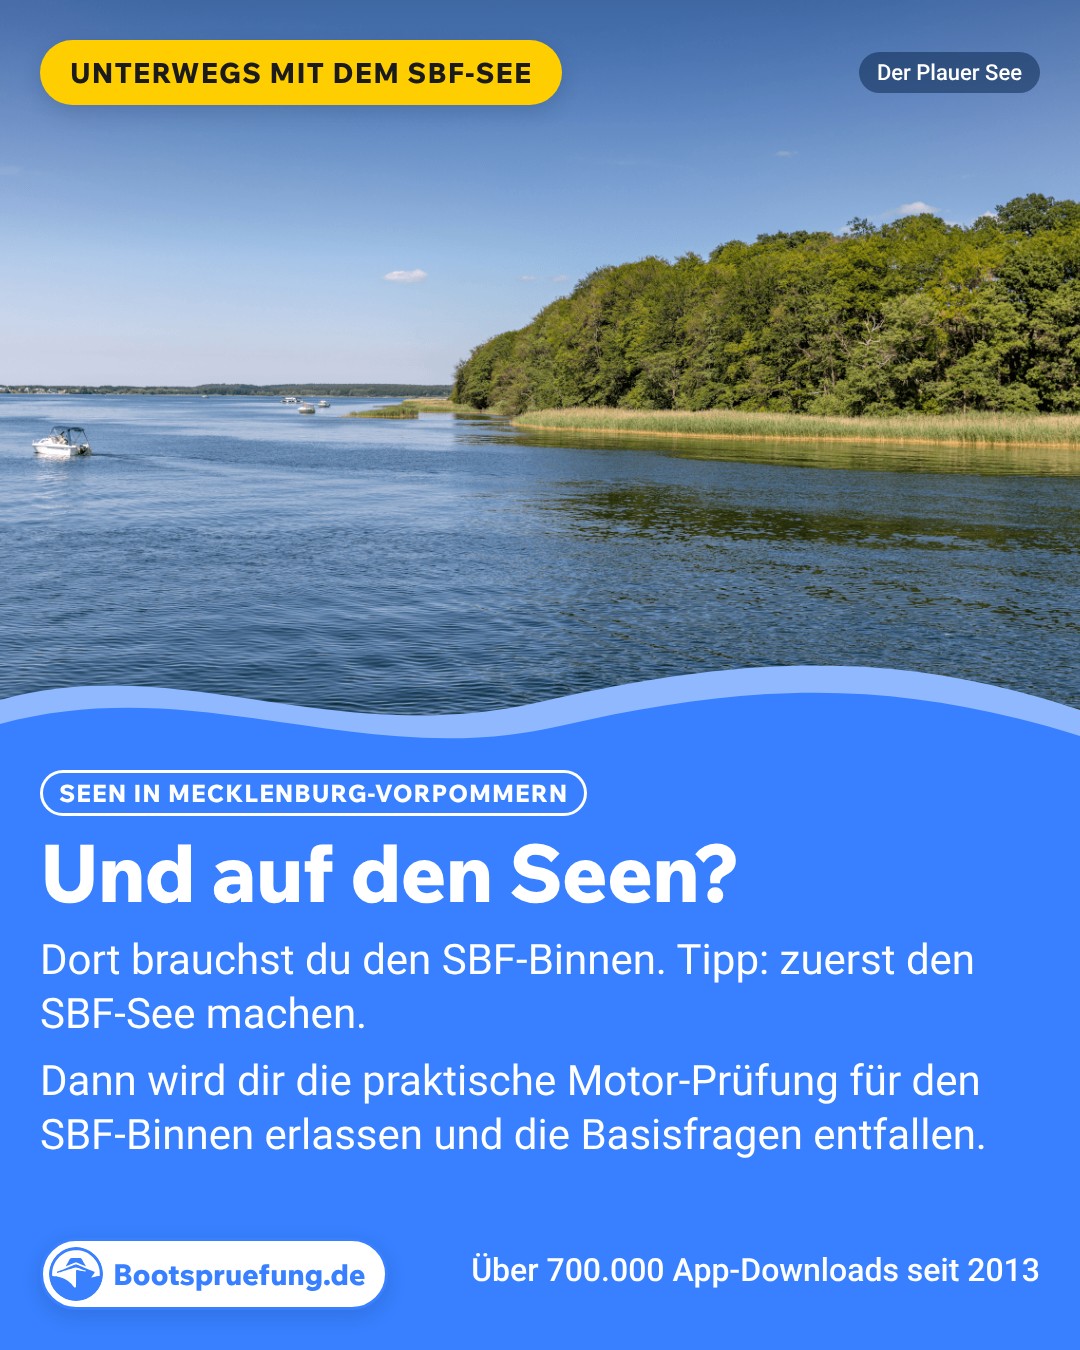 UNTERWEGS MIT DEM SBF-SEE
Der Plauer See
SEEN IN MECKLENBURG-VORPOMMERN
Und auf den Seen?
Dort brauchst du den SBF-Binnen. Tipp: zuerst den
SBF-See machen.
Dann wird dir die praktische Motor-Prüfung für den
SBF-Binnen erlassen und die Basisfragen entfallen.
Bootspruefung.de
Über 700.000 App-Downloads seit 2013